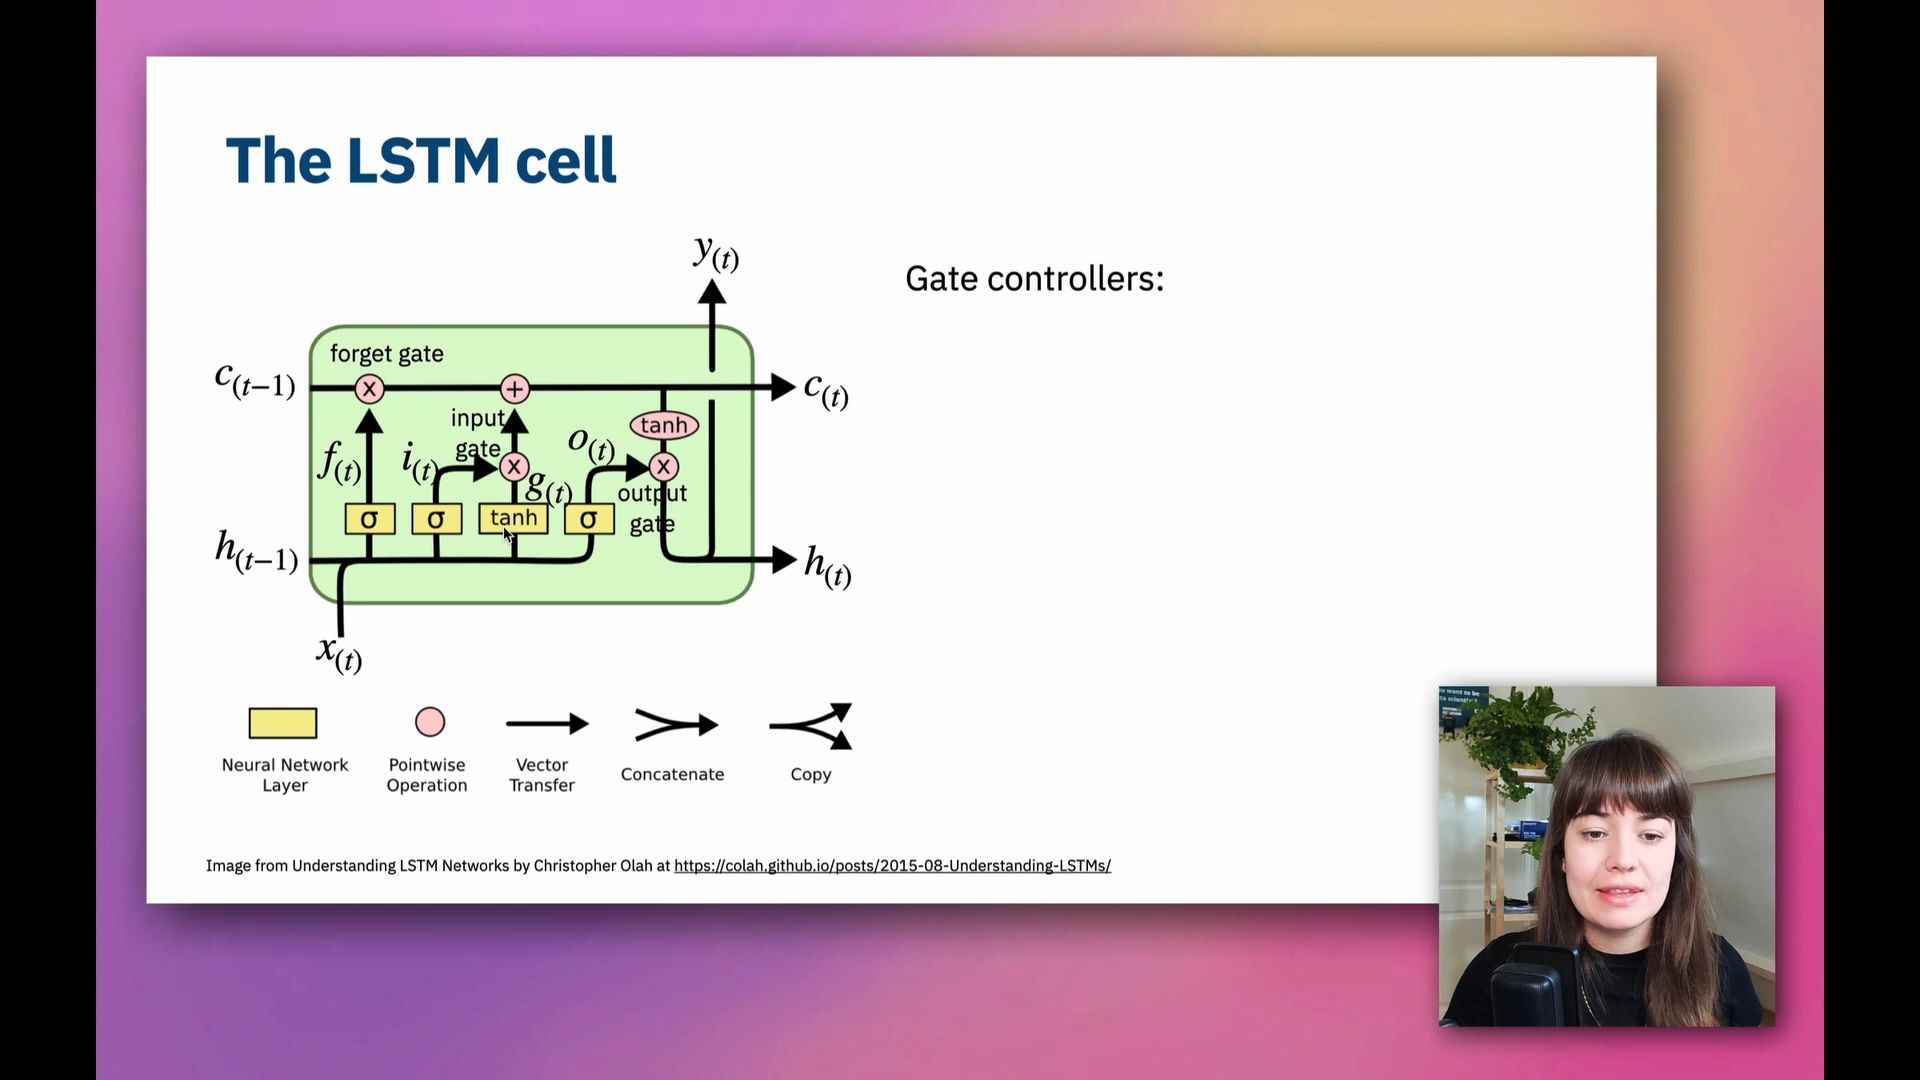 The LSTM cell
y(t)
Gate controllers:
forget gate
c(t−1)
x
+
c(t)
input
gate
tanh
f(t)
i(t)
x
o(t)
x
g(t)
output
gate
σ
σ
tanh
σ
h(t−1)
h(t)
x(t)
Neural Network
Layer
Pointwise
Operation
Vector
Transfer
Concatenate
Copy
Image from Understanding LSTM Networks by Christopher Olah at https://colah.github.io/posts/2015-08-Understanding-LSTMs/